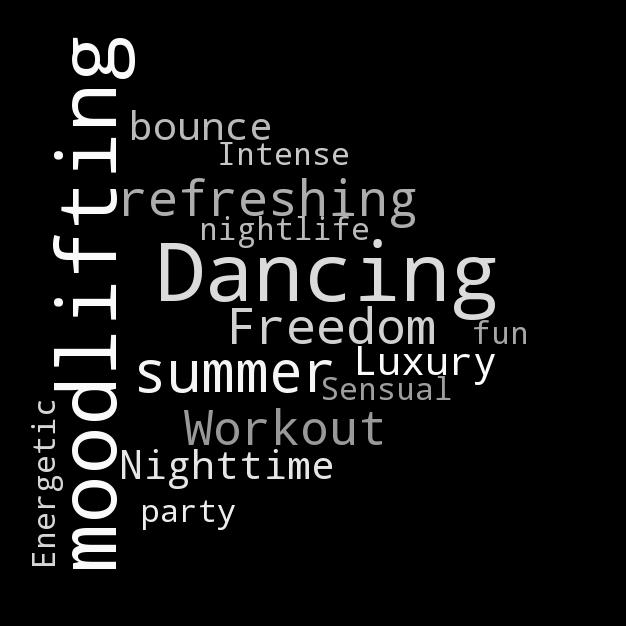 moodlifting
bounce
Intense
refreshing
nightlife
Dancing
Freedom
fun
Luxury
summer
Sensual
Workout
Energetic
Nighttime
party